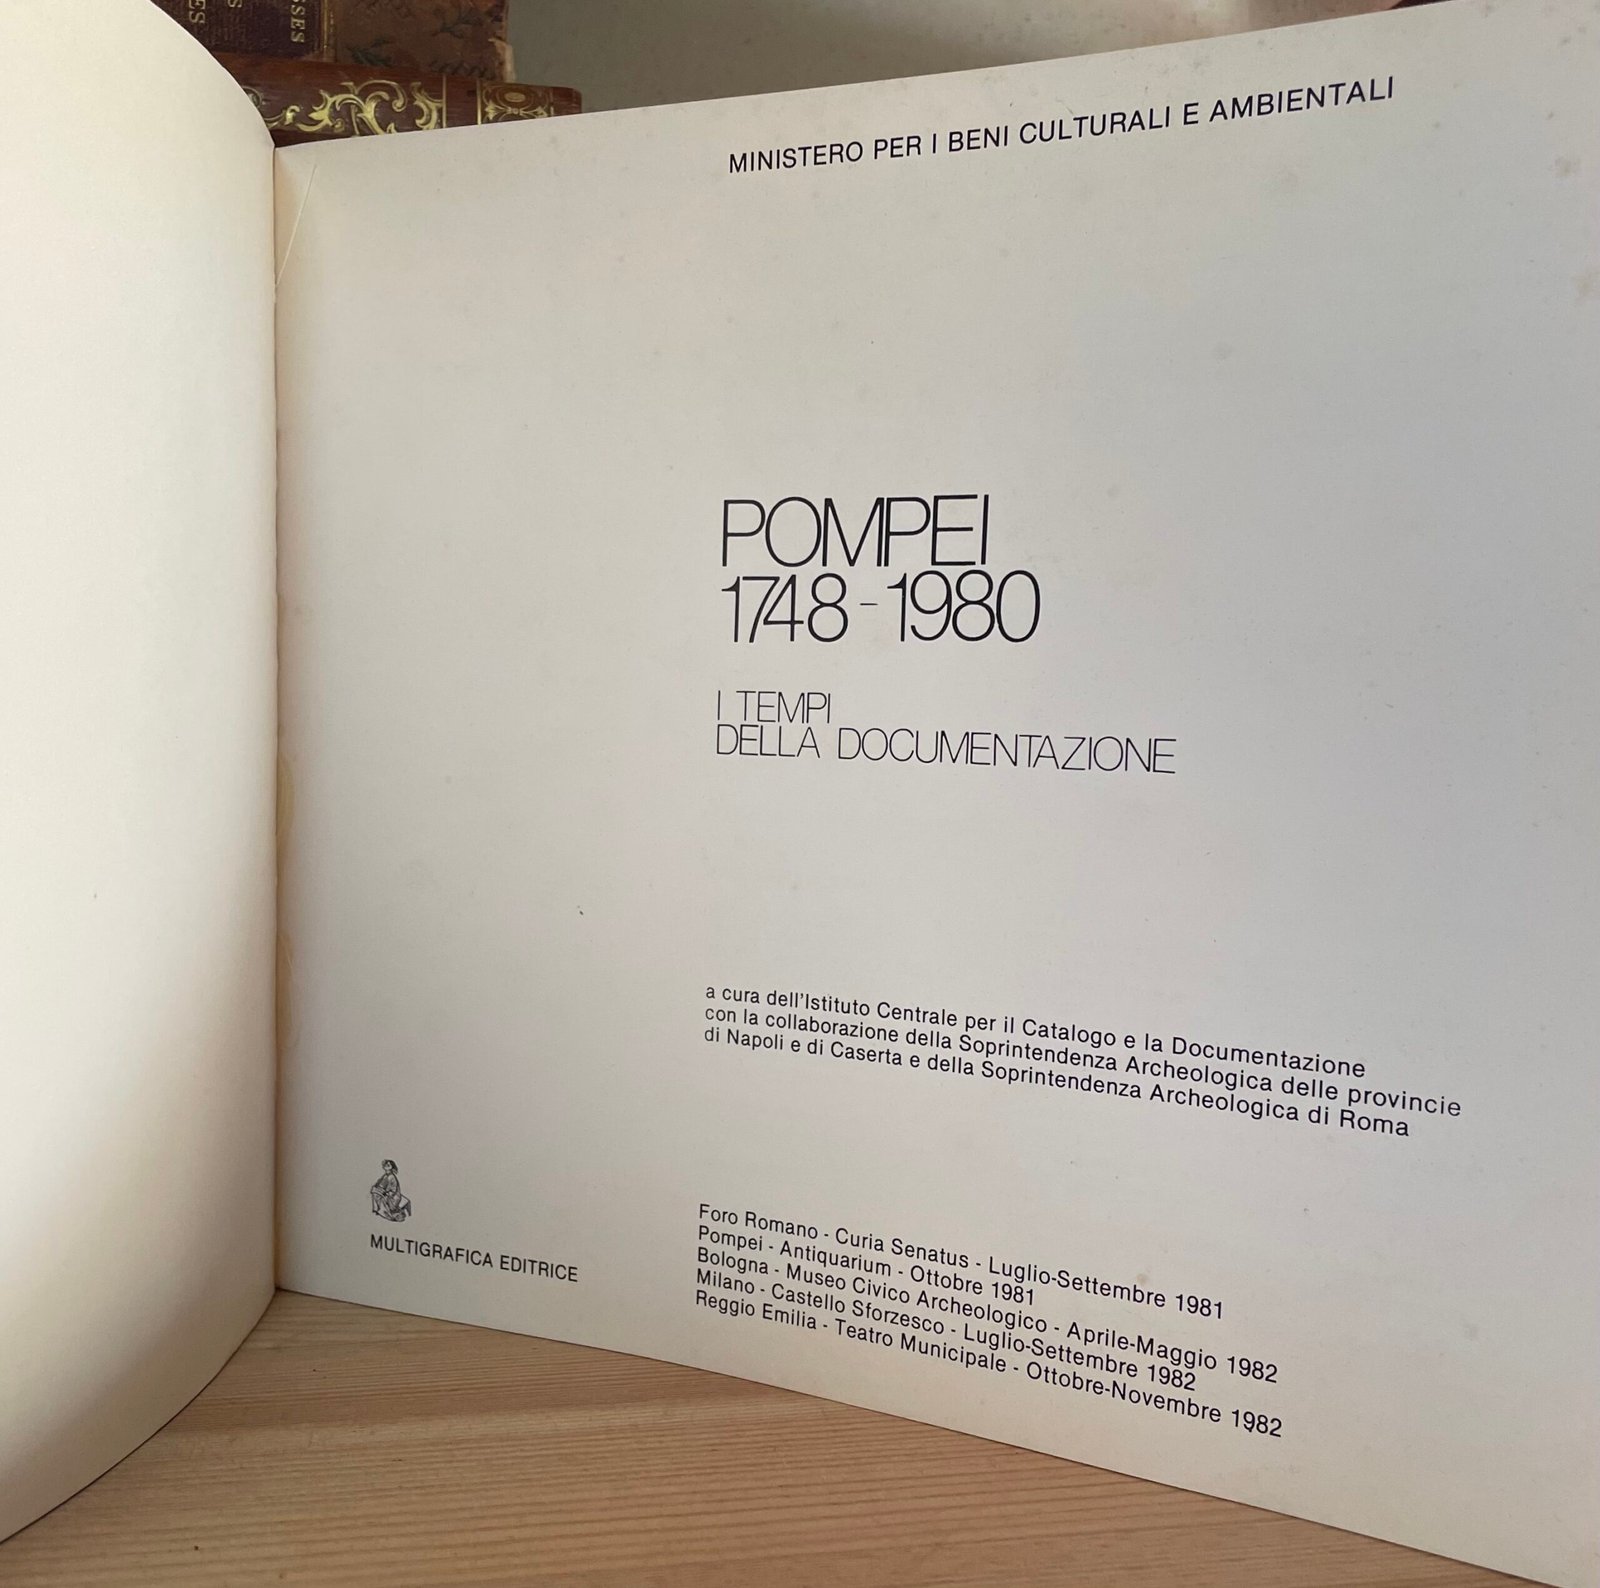 SSES
ES
S
MINISTERO PER I BENI CULTURALI E AMBIENTALI
POMPEI
1748-1980
I TEMPI
DELLA DOCUMENTAZIONE
a cura dell'Istituto Centrale per il Catalogo e la Documentazione
con la collaborazione della Soprintendenza Archeologica delle provincie
di Napoli e di Caserta e della Soprintendenza Archeologica di Roma
MULTIGRAFICA EDITRICE
Foro Romano - Curia Senatus - Luglio-Settembre 1981
Pompei - Antiquarium - Ottobre 1981
Bologna - Museo Civico Archeologico - Aprile-Maggio 1982
Milano - Castello Sforzesco - Luglio-Settembre 1982
Reggio Emilia - Teatro Municipale - Ottobre-Novembre 1982